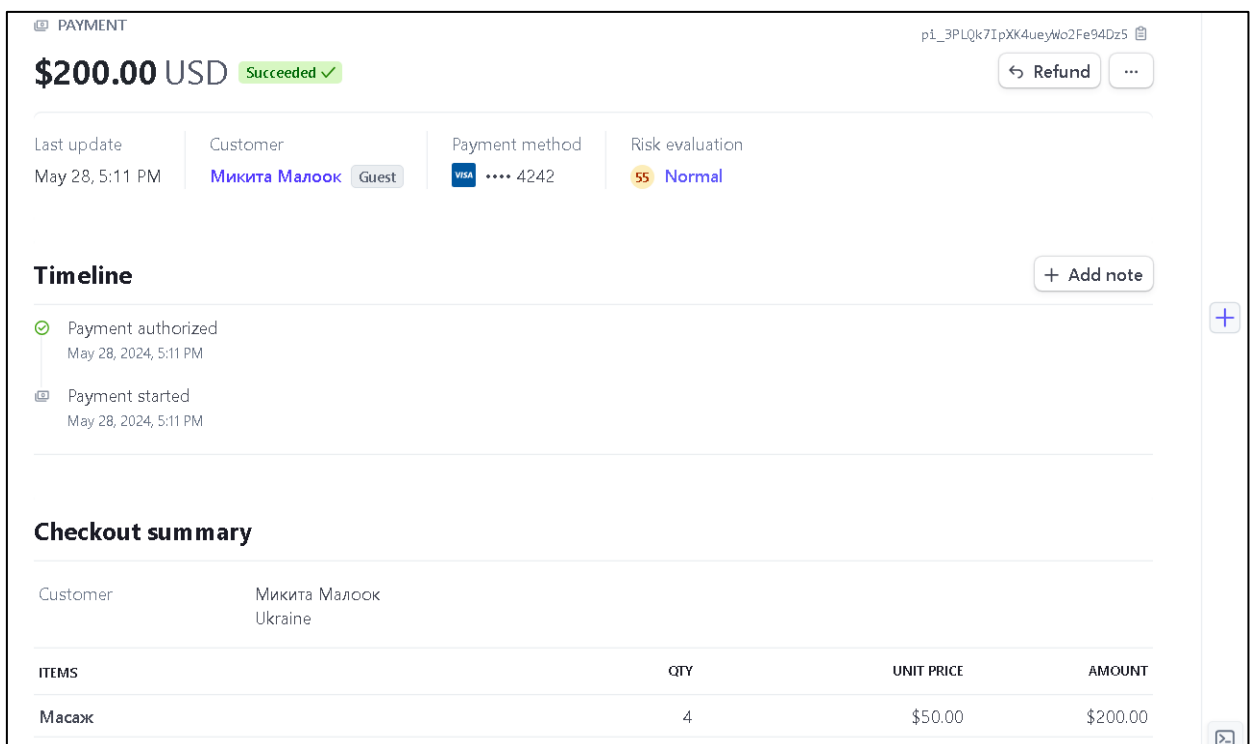 PAYMENT
pi_3PLQk7IpXK4ueyWo2Fe94Dz5
$200.00 USD Succeeded ✓
Refund ...
Last update Customer Payment method Risk evaluation
May 28, 5:11 PM Микита Малоок Guest VISA •••• 4242 55 Normal
Timeline + Add note
Payment authorized
May 28, 2024, 5:11 PM
Payment started
May 28, 2024, 5:11 PM
Checkout summary
Customer Микита Малоок
Ukraine
ITEMS QTY UNIT PRICE AMOUNT
Масаж 4 $50.00 $200.00